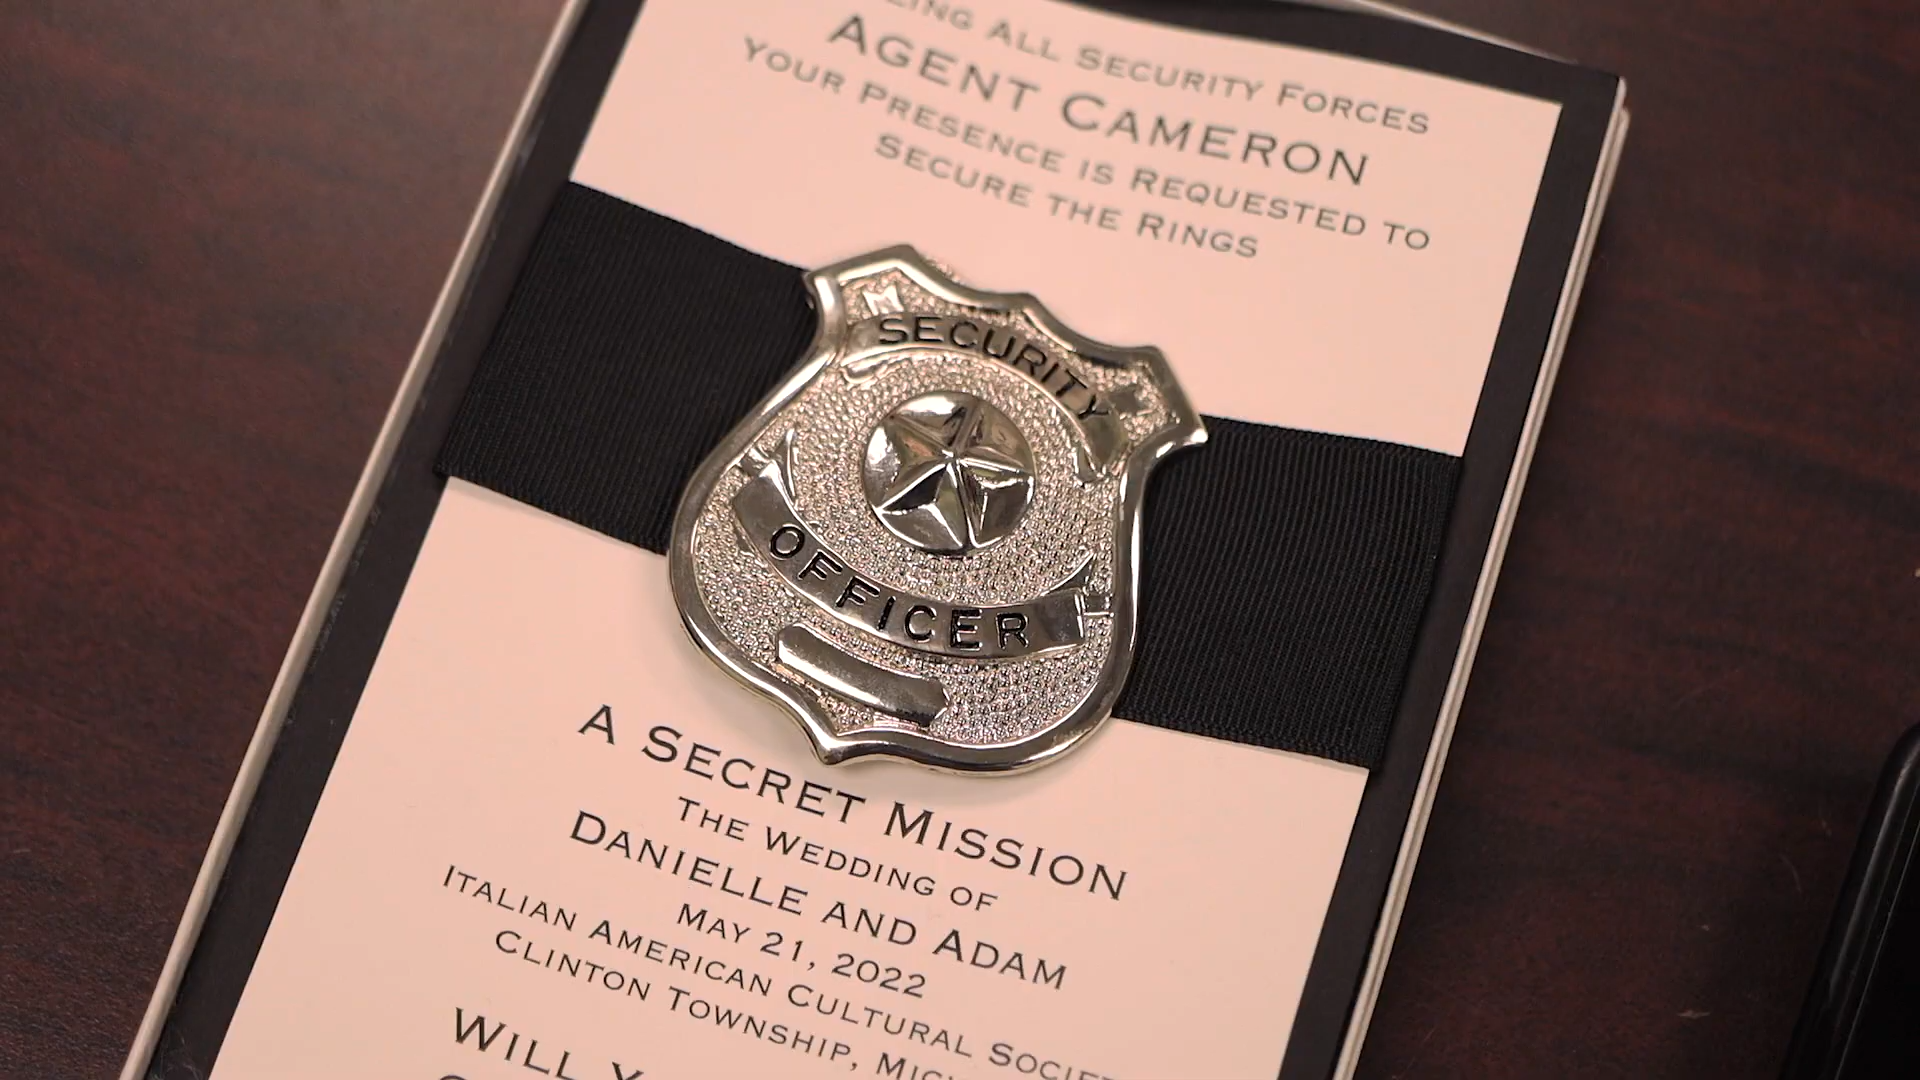 ALL SECURITY FORCES
AGENT CAMERON
YOUR PRESENCE IS REQUESTED TO
SECURE THE RINGS
SECURITY
OFFICER
A SECRET MISSION
THE WEDDING OF
DANIELLE AND ADAM
MAY 21, 2022
ITALIAN AMERICAN CULTURAL
CLINTON TOWNSHIP,
WILL